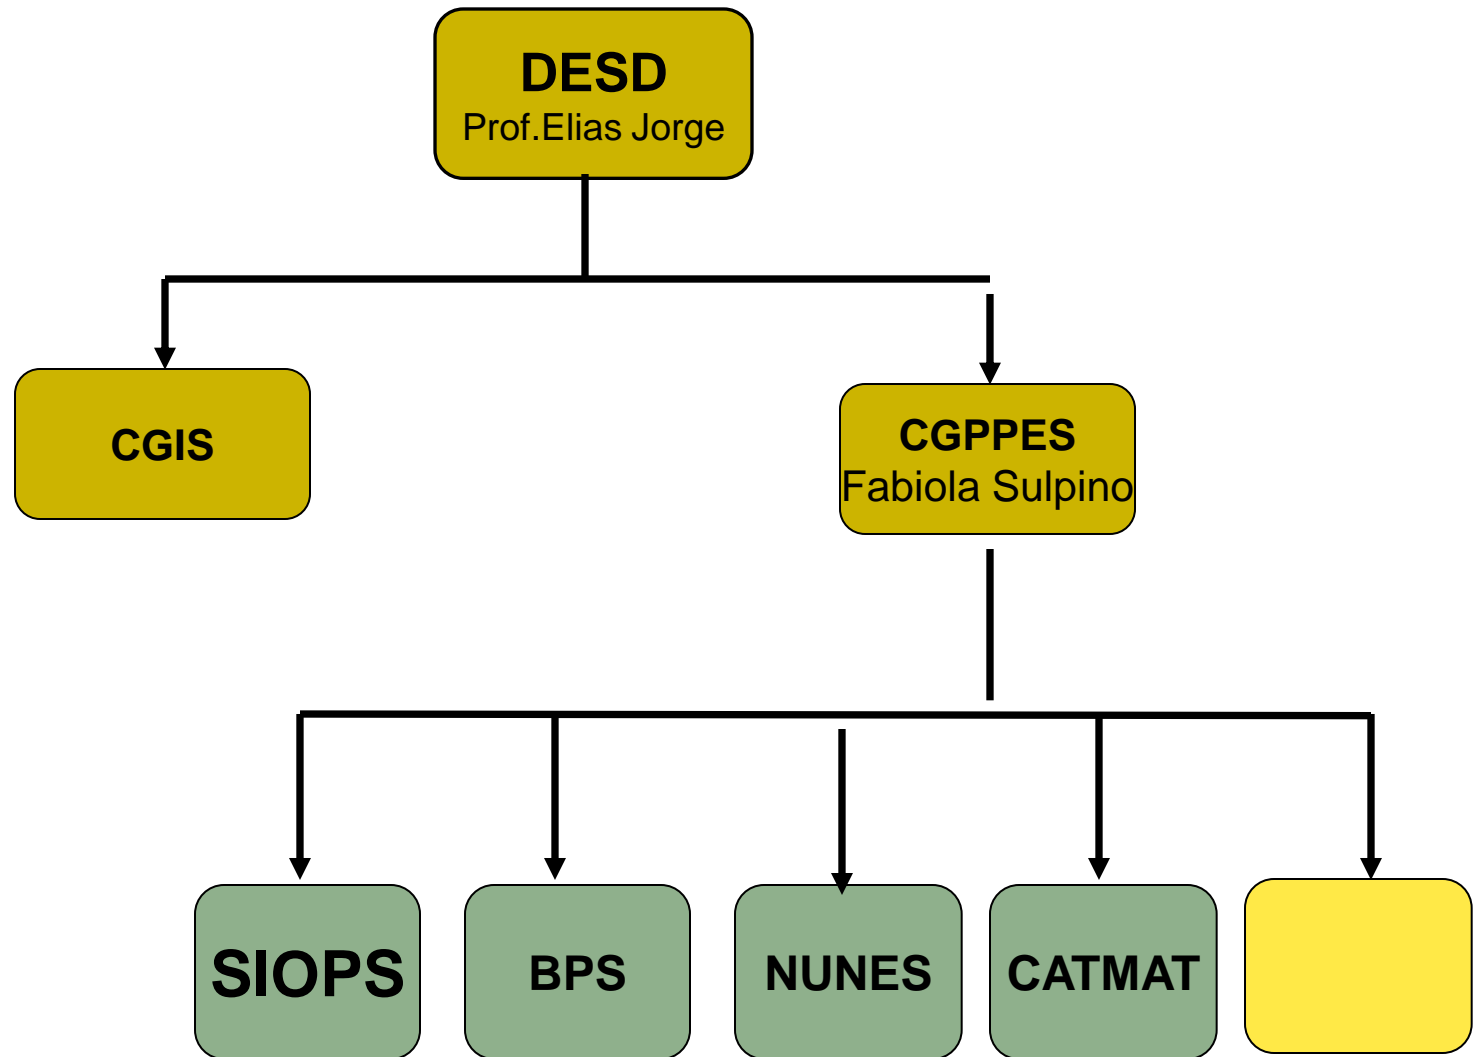 DESD
Prof.Elias Jorge
CGIS
CGPPES
Fabiola Sulpino
SIOPS
BPS
NUNES
CATMAT